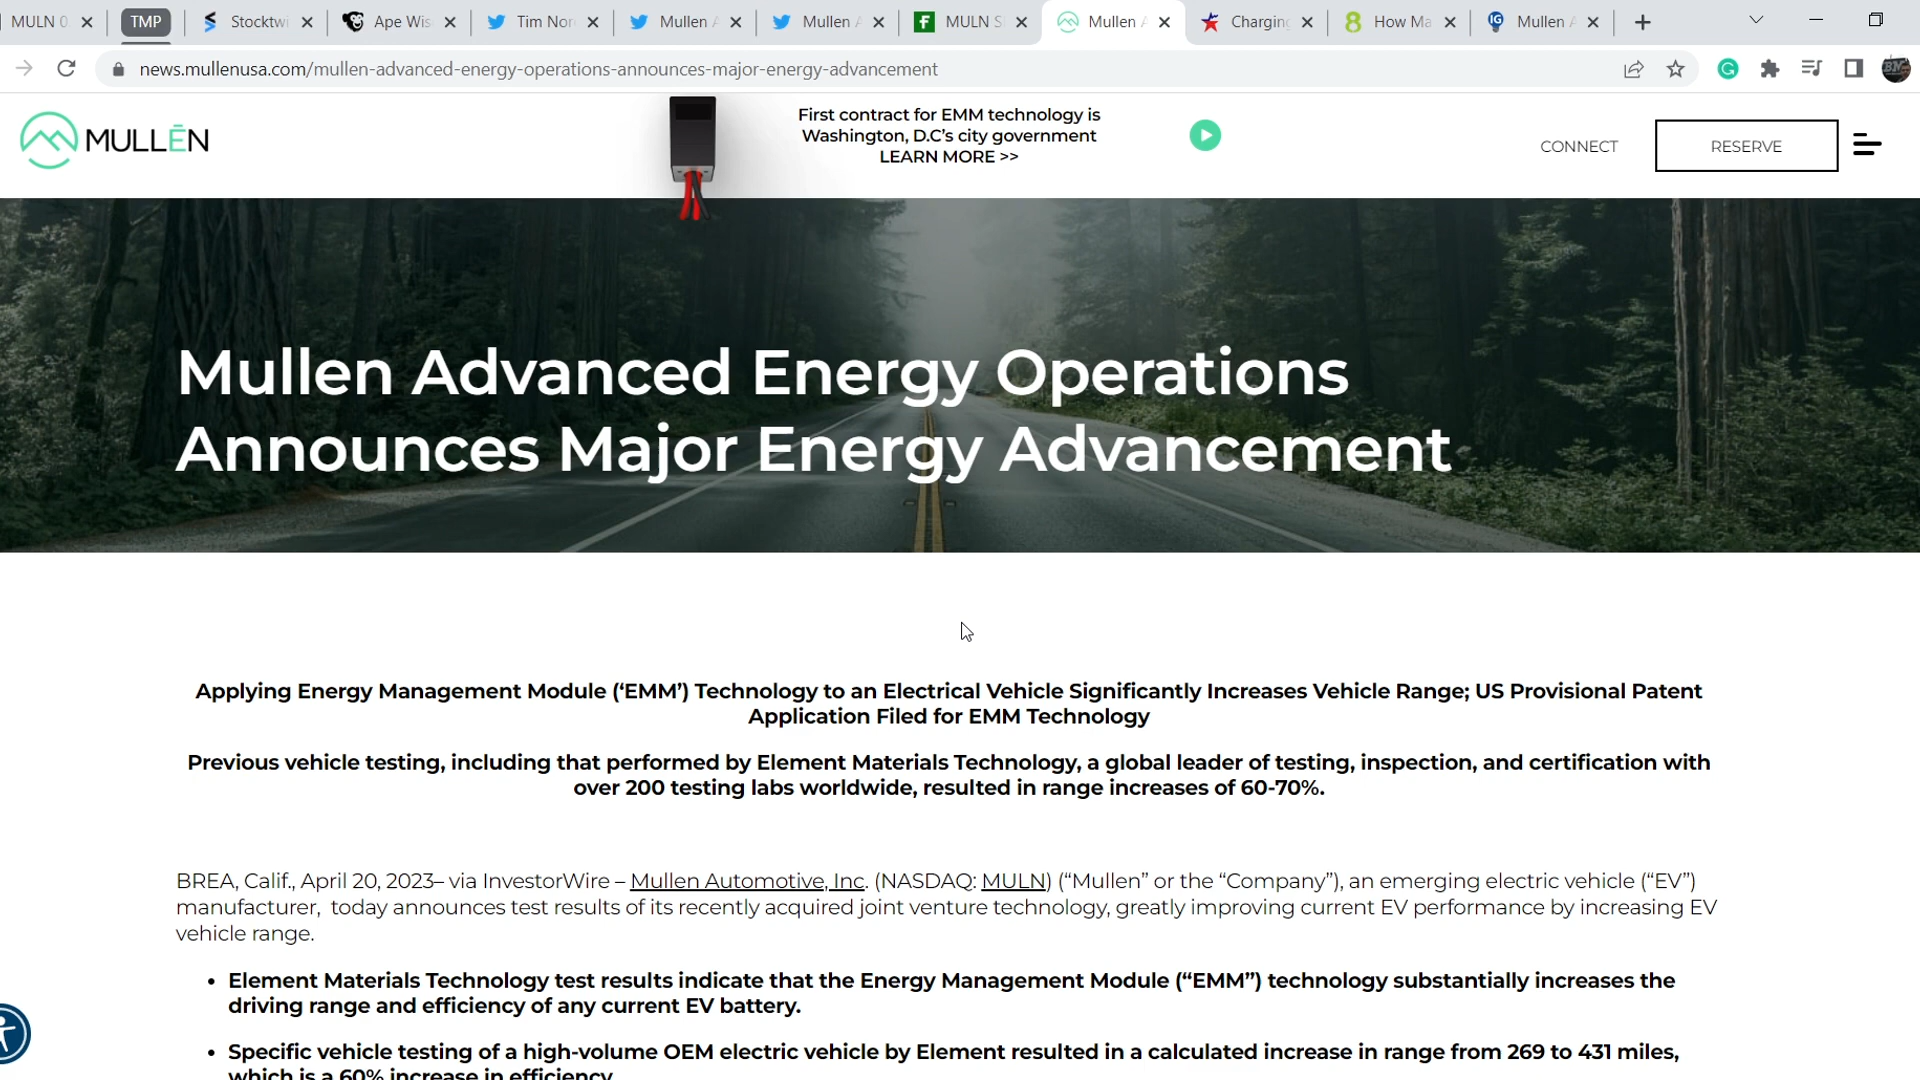 MULN 0
TMP
Stocktwi
Ape Wis
Tim Nor
Mullen A
Mullen A
MULN S
Mullen A
Charging
How Ma
Mullen A
news.mullenusa.com/mullen-advanced-energy-operations-announces-major-energy-advancement
MULLĒN
First contract for EMM technology is
Washington, D.C’s city government
LEARN MORE >>
CONNECT
RESERVE
Mullen Advanced Energy Operations
Announces Major Energy Advancement
Applying Energy Management Module (‘EMM’) Technology to an Electrical Vehicle Significantly Increases Vehicle Range; US Provisional Patent
Application Filed for EMM Technology
Previous vehicle testing, including that performed by Element Materials Technology, a global leader of testing, inspection, and certification with
over 200 testing labs worldwide, resulted in range increases of 60-70%.
BREA, Calif., April 20, 2023– via InvestorWire – Mullen Automotive, Inc. (NASDAQ: MULN) (“Mullen” or the “Company”), an emerging electric vehicle (“EV”)
manufacturer, today announces test results of its recently acquired joint venture technology, greatly improving current EV performance by increasing EV
vehicle range.
• Element Materials Technology test results indicate that the Energy Management Module (“EMM”) technology substantially increases the
driving range and efficiency of any current EV battery.
• Specific vehicle testing of a high-volume OEM electric vehicle by Element resulted in a calculated increase in range from 269 to 431 miles,
which is a 60% increase in efficiency.